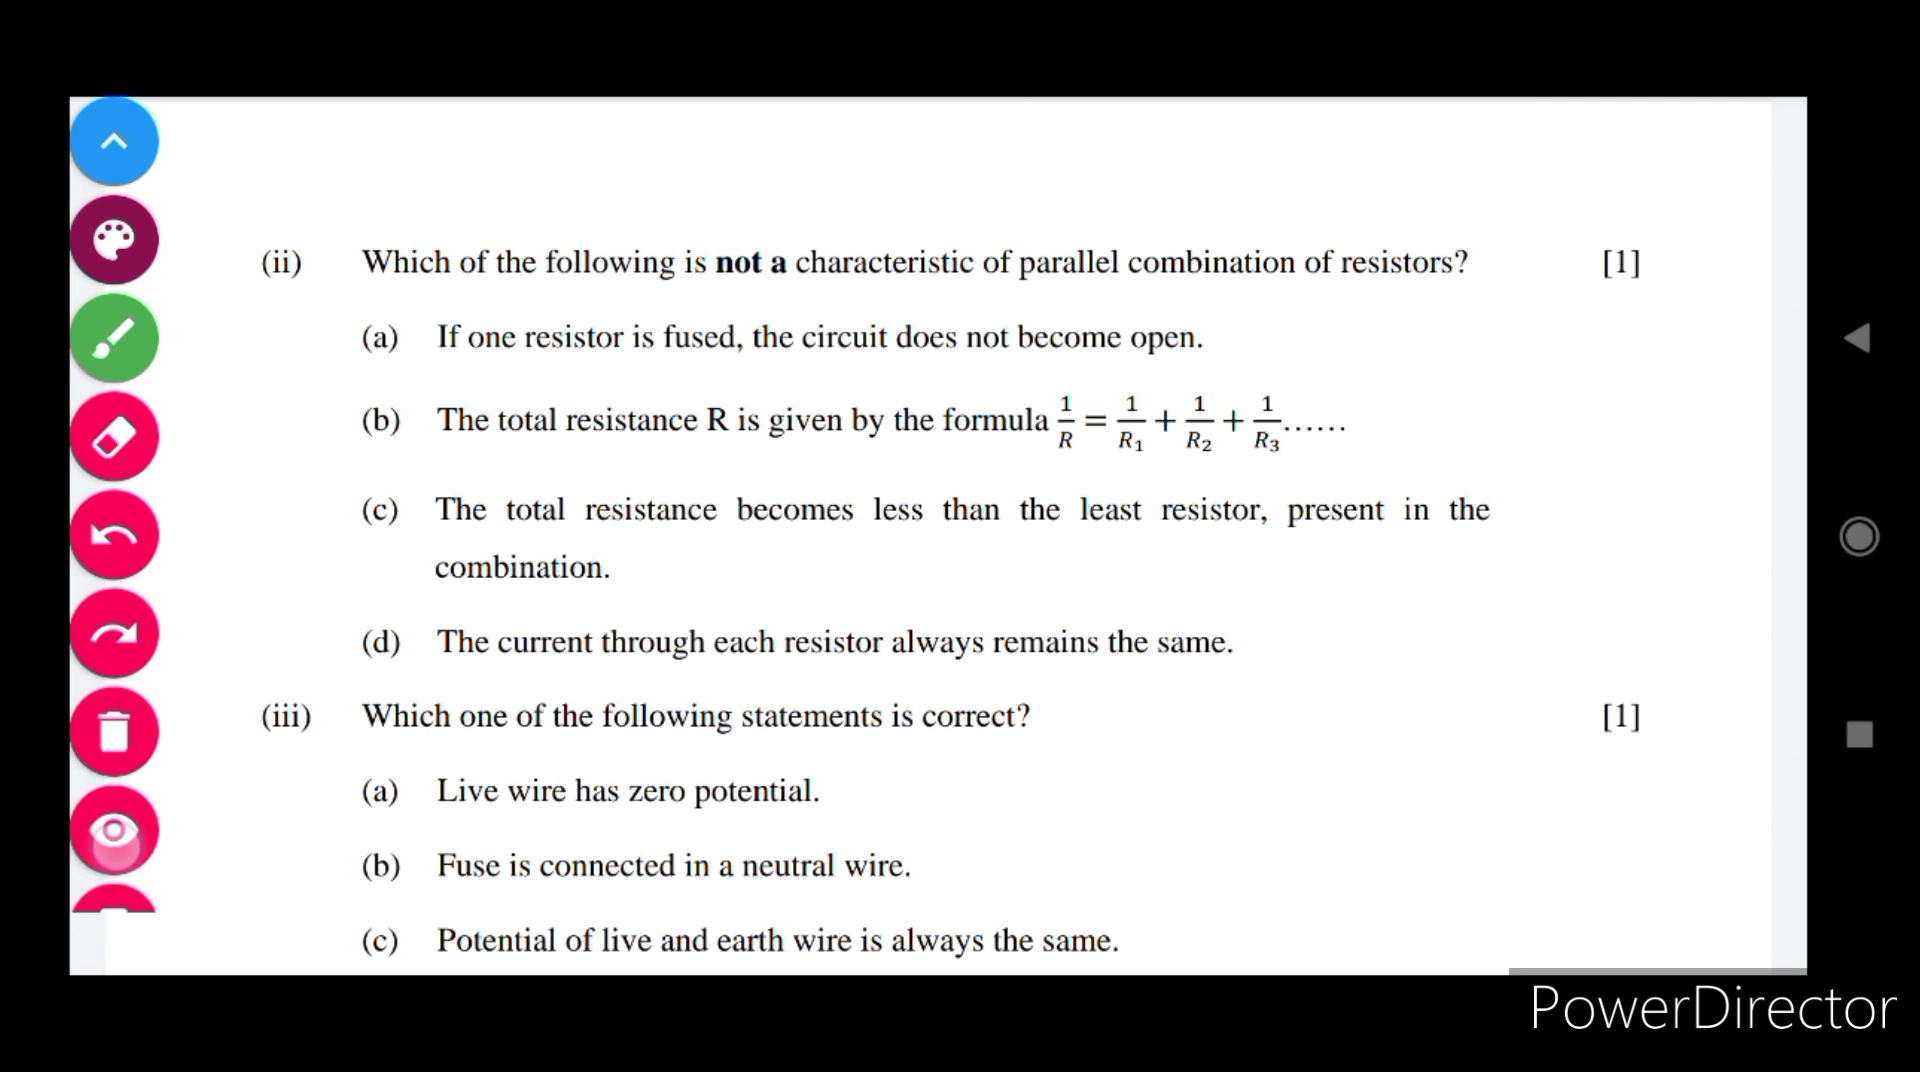 (ii) Which of the following is not a characteristic of parallel combination of resistors? [1]
(a) If one resistor is fused, the circuit does not become open.
(b) The total resistance R is given by the formula 1/R = 1/R₁ + 1/R₂ + 1/R₃......
(c) The total resistance becomes less than the least resistor, present in the
combination.
(d) The current through each resistor always remains the same.
(iii) Which one of the following statements is correct? [1]
(a) Live wire has zero potential.
(b) Fuse is connected in a neutral wire.
(c) Potential of live and earth wire is always the same.
PowerDirector